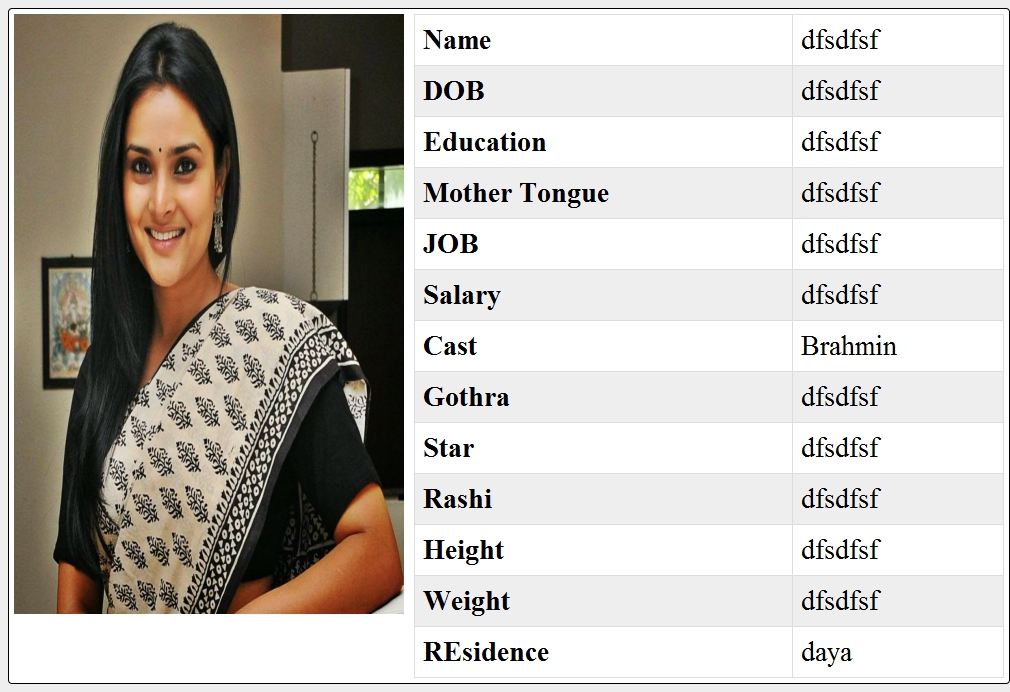 Name dfsdfsf
DOB dfsdfsf
Education dfsdfsf
Mother Tongue dfsdfsf
JOB dfsdfsf
Salary dfsdfsf
Cast Brahmin
Gothra dfsdfsf
Star dfsdfsf
Rashi dfsdfsf
Height dfsdfsf
Weight dfsdfsf
REsidence daya